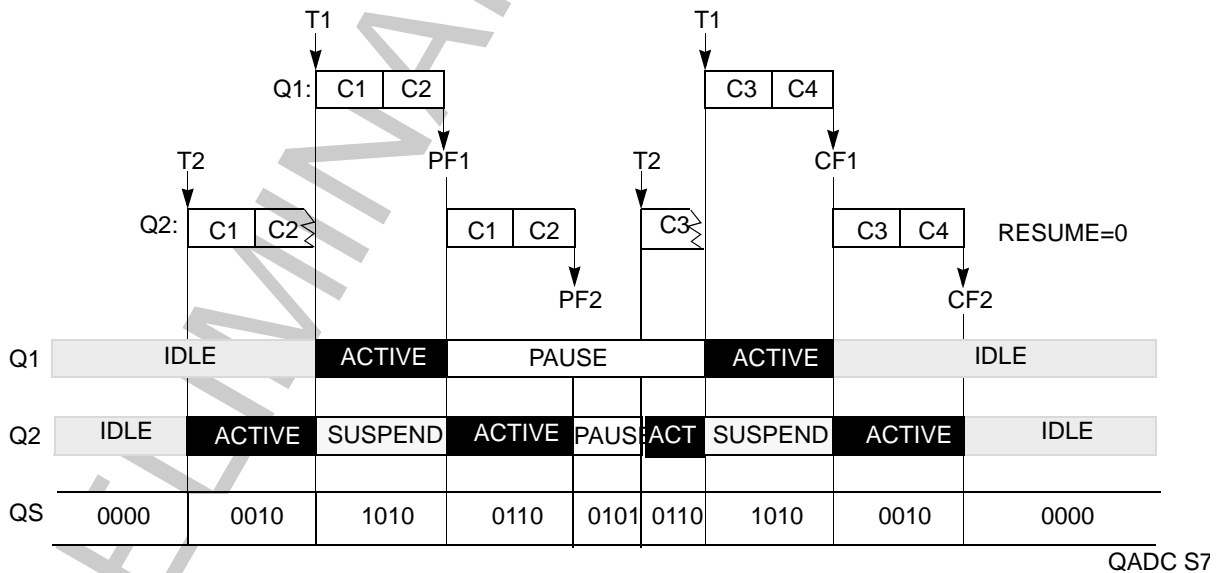 T1 T1
Q1: C1 C2 C3 C4
T2 PF1 T2 CF1
Q2: C1 C2 C1 C2 C3 C3 C4 RESUME=0
PF2 CF2
Q1 IDLE ACTIVE PAUSE ACTIVE IDLE
Q2 IDLE ACTIVE SUSPEND ACTIVE PAUSE ACT SUSPEND ACTIVE IDLE
QS 0000 0010 1010 0110 0101 0110 1010 0010 0000
QADC S7